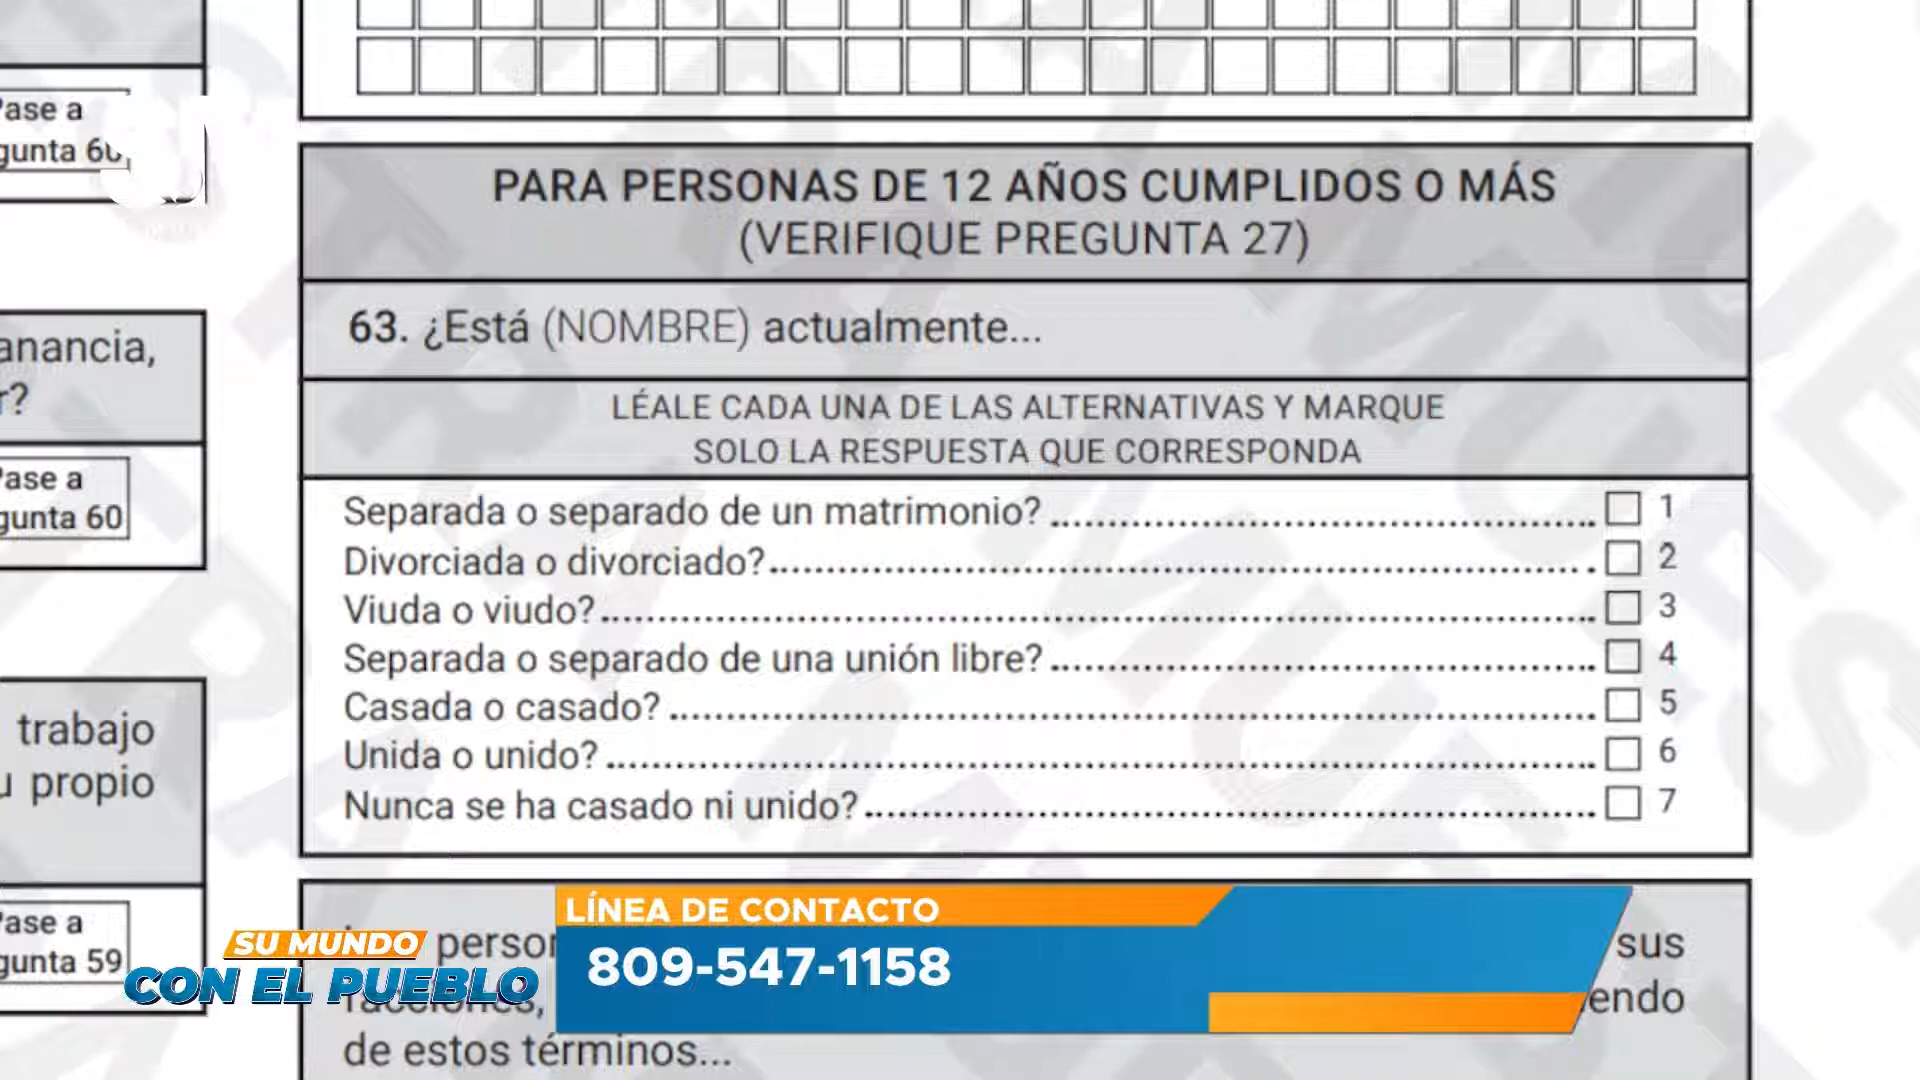 Pase a
gunta 60
anancia,
r?
Pase a
gunta 60
trabajo
u propio
Pase a
gunta 59
PARA PERSONAS DE 12 AÑOS CUMPLIDOS O MÁS
(VERIFIQUE PREGUNTA 27)
63. ¿Está (NOMBRE) actualmente...
LÉALE CADA UNA DE LAS ALTERNATIVAS Y MARQUE
SOLO LA RESPUESTA QUE CORRESPONDA
Separada o separado de un matrimonio? 1
Divorciada o divorciado? 2
Viuda o viudo? 3
Separada o separado de una unión libre? 4
Casada o casado? 5
Unida o unido? 6
Nunca se ha casado ni unido? 7
person sus
endo
de estos términos...
SU MUNDO
CON EL PUEBLO
LÍNEA DE CONTACTO
809-547-1158